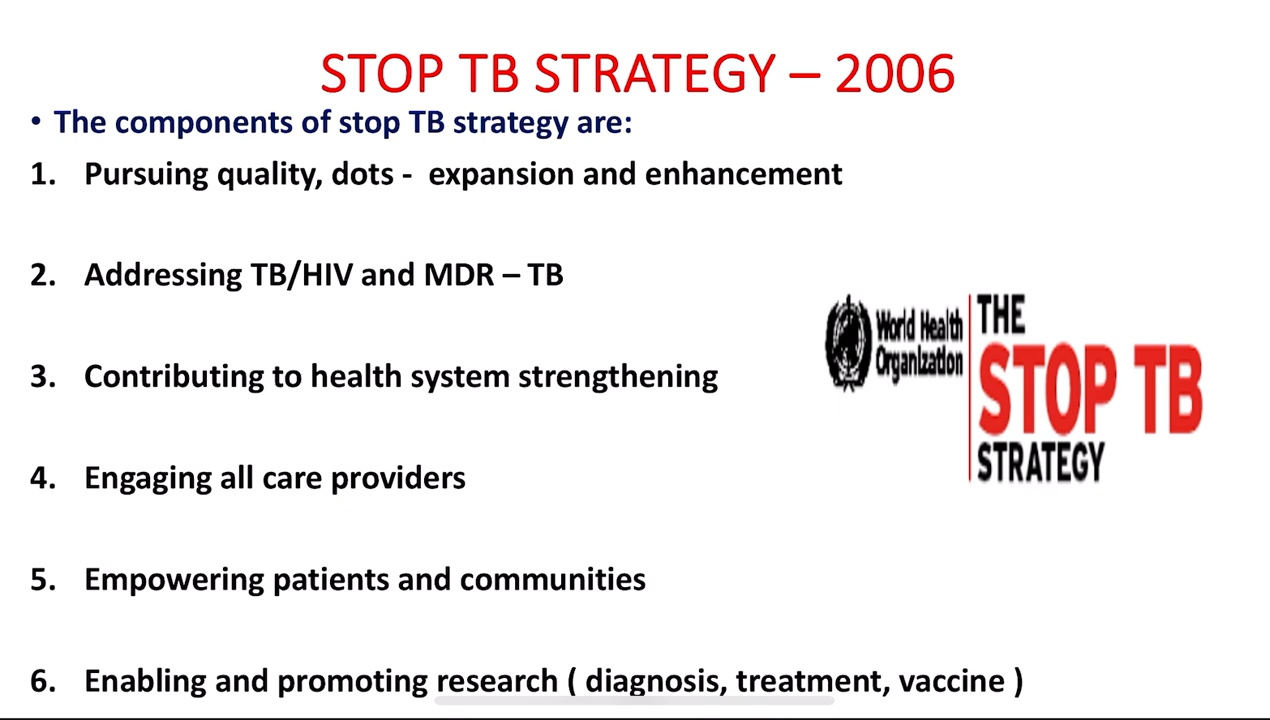 STOP TB STRATEGY – 2006
• The components of stop TB strategy are:
1. Pursuing quality, dots - expansion and enhancement
2. Addressing TB/HIV and MDR – TB
3. Contributing to health system strengthening
4. Engaging all care providers
5. Empowering patients and communities
6. Enabling and promoting research ( diagnosis, treatment, vaccine )
World Health
Organization
THE
STOP TB
STRATEGY